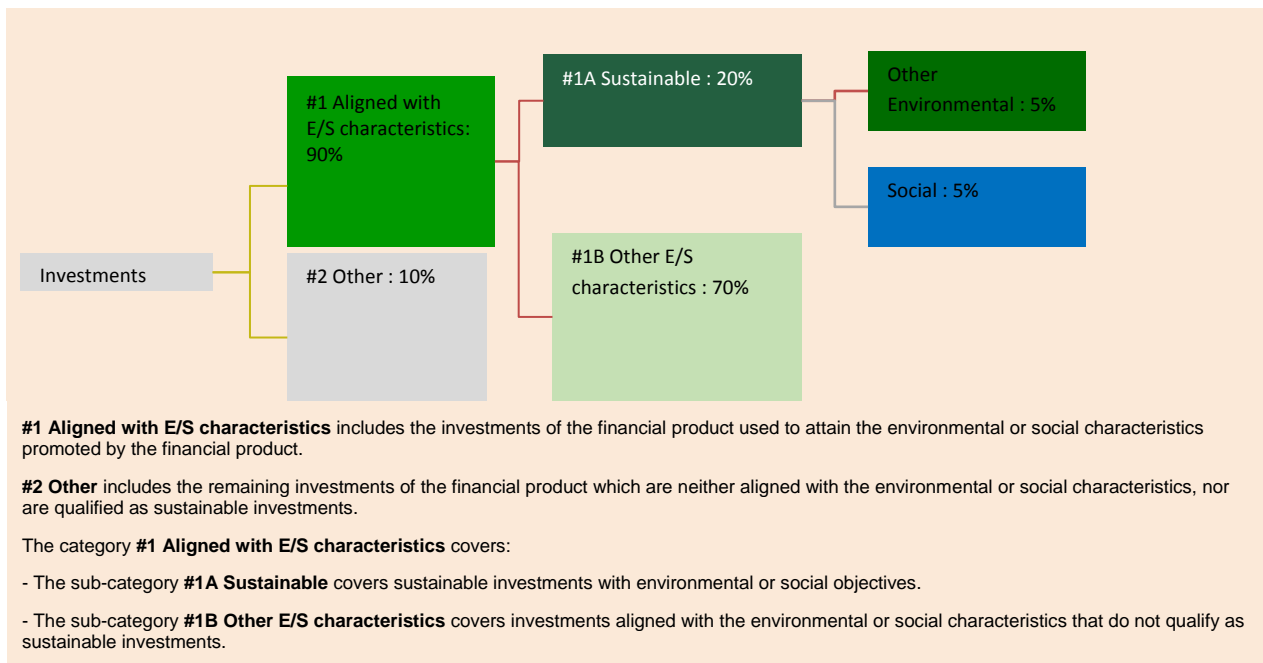 Investments
#1 Aligned with
E/S characteristics:
90%
#2 Other : 10%
#1A Sustainable : 20%
#1B Other E/S
characteristics : 70%
Other
Environmental : 5%
Social : 5%
#1 Aligned with E/S characteristics includes the investments of the financial product used to attain the environmental or social characteristics
promoted by the financial product.
#2 Other includes the remaining investments of the financial product which are neither aligned with the environmental or social characteristics, nor
are qualified as sustainable investments.
The category #1 Aligned with E/S characteristics covers:
- The sub-category #1A Sustainable covers sustainable investments with environmental or social objectives.
- The sub-category #1B Other E/S characteristics covers investments aligned with the environmental or social characteristics that do not qualify as
sustainable investments.